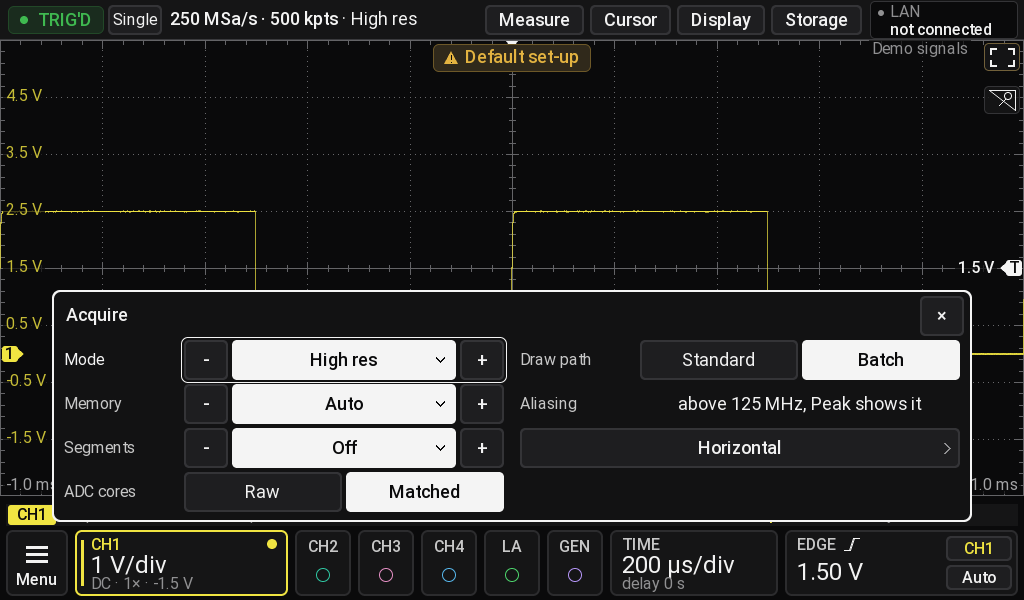 TRIG'D
Single
250 MSa/s · 500 kpts · High res
Measure
Cursor
Display
Storage
LAN
not connected
Demo signals
Default set-up
4.5 V
3.5 V
2.5 V
1.5 V
1.5 V
T
0.5 V
1
-0.5 V
-1.5 V
-1.0 ms
1.0 ms
Acquire
×
Mode
-
High res
+
Draw path
Standard
Batch
Memory
-
Auto
+
Aliasing
above 125 MHz, Peak shows it
Segments
-
Off
+
Horizontal
ADC cores
Raw
Matched
CH1
Menu
CH1
1 V/div
DC · 1× · -1.5 V
CH2
CH3
CH4
LA
GEN
TIME
200 µs/div
delay 0 s
EDGE
1.50 V
CH1
Auto